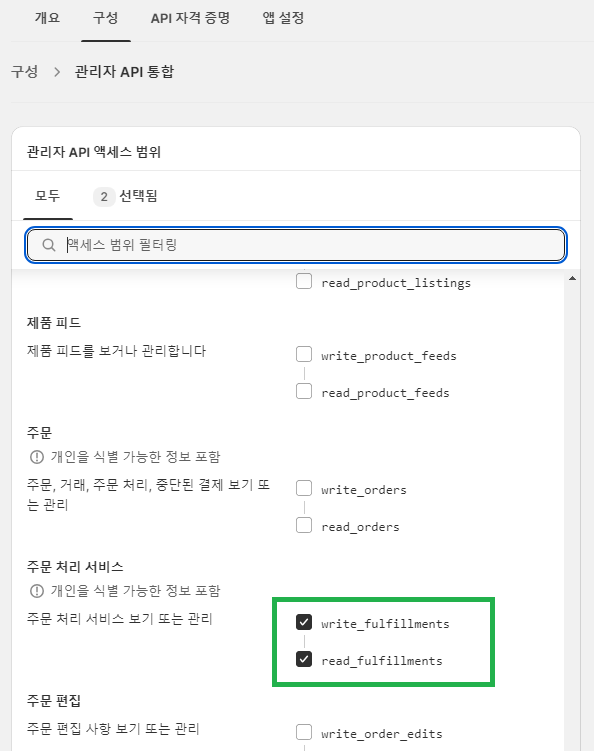 개요 구성 API 자격 증명 앱 설정
구성 > 관리자 API 통합
관리자 API 액세스 범위
모두 2 선택됨
액세스 범위 필터링
read_product_listings
제품 피드
제품 피드를 보거나 관리합니다
write_product_feeds
read_product_feeds
주문
개인을 식별 가능한 정보 포함
주문, 거래, 주문 처리, 중단된 결제 보기 또
는 관리
write_orders
read_orders
주문 처리 서비스
개인을 식별 가능한 정보 포함
주문 처리 서비스 보기 또는 관리
write_fulfillments
read_fulfillments
주문 편집
주문 편집 사항 보기 또는 관리
write_order_edits